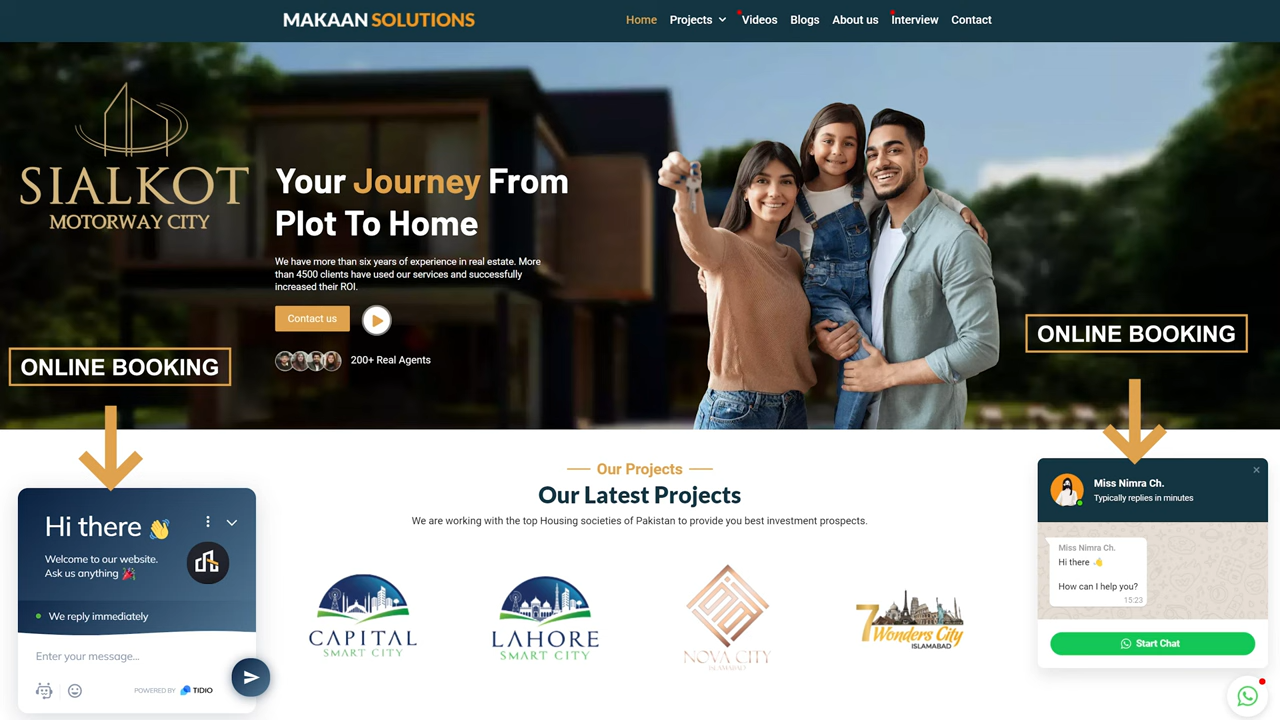 MAKAAN SOLUTIONS
Home Projects Videos Blogs About us Interview Contact
SIALKOT
MOTORWAY CITY
Your Journey From
Plot To Home
We have more than six years of experience in real estate. More
than 4500 clients have used our services and successfully
increased their ROI.
Contact us
200+ Real Agents
ONLINE BOOKING
ONLINE BOOKING
Our Projects
Our Latest Projects
We are working with the top Housing societies of Pakistan to provide you best investment prospects.
CAPITAL
SMART CITY
LAHORE
SMART CITY
NOVA CITY
ISLAMABAD
7 Wonders City
ISLAMABAD
Hi there 👋
Welcome to our website.
Ask us anything 🎉
We reply immediately
Enter your message...
POWERED BY TIDIO
Miss Nimra Ch.
Typically replies in minutes
Miss Nimra Ch.
Hi there 👋
How can I help you?
15:23
Start Chat